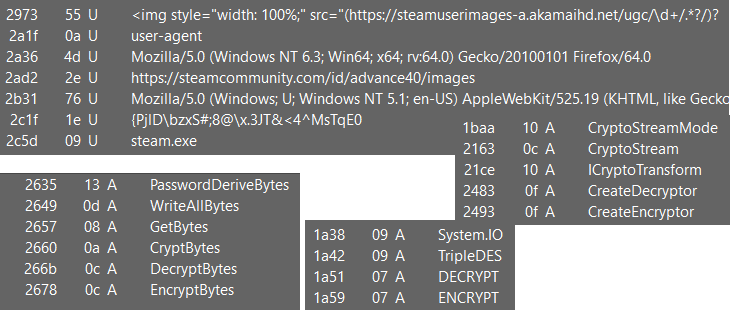 2973 55 U <img style="width: 100%;" src="(https://steamuserimages-a.akamaihd.net/ugc/\d+/.*?/)?
2a1f 0a U user-agent
2a36 4d U Mozilla/5.0 (Windows NT 6.3; Win64; x64; rv:64.0) Gecko/20100101 Firefox/64.0
2ad2 2e U https://steamcommunity.com/id/advance40/images
2b31 76 U Mozilla/5.0 (Windows; U; Windows NT 5.1; en-US) AppleWebKit/525.19 (KHTML, like Gecko
2c1f 1e U {PjID\bzxS#;8@\x.3JT&<4^MsTqE0
2c5d 09 U steam.exe
1baa 10 A CryptoStreamMode
2163 0c A CryptoStream
21ce 10 A ICryptoTransform
2483 0f A CreateDecryptor
2493 0f A CreateEncryptor
2635 13 A PasswordDeriveBytes
2649 0d A WriteAllBytes
2657 08 A GetBytes
2660 0a A CryptBytes
266b 0c A DecryptBytes
2678 0c A EncryptBytes
1a38 09 A System.IO
1a42 09 A TripleDES
1a51 07 A DECRYPT
1a59 07 A ENCRYPT